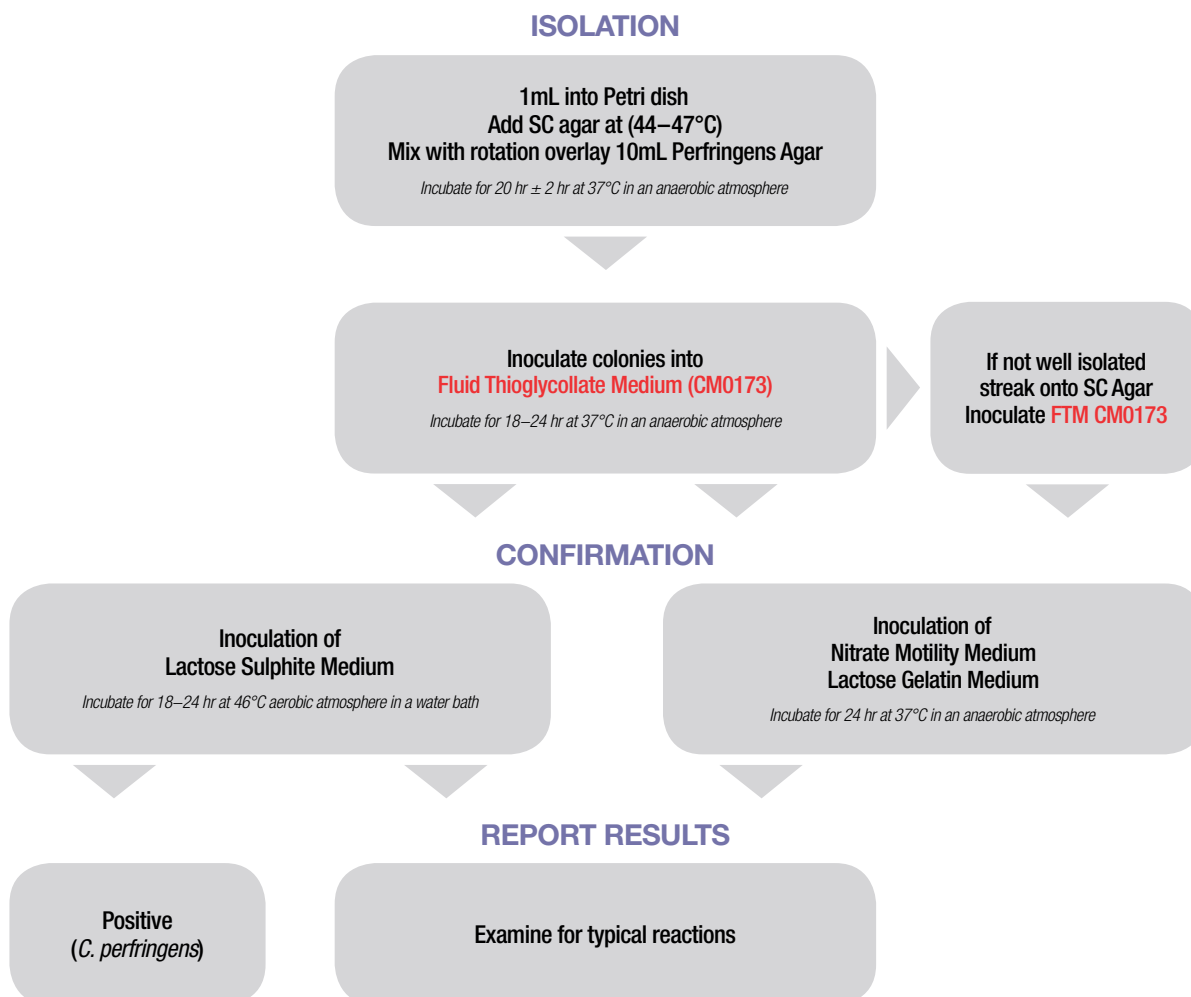 ISOLATION
1mL into Petri dish
Add SC agar at (44–47°C)
Mix with rotation overlay 10mL Perfringens Agar
Incubate for 20 hr ± 2 hr at 37°C in an anaerobic atmosphere
Inoculate colonies into
Fluid Thioglycollate Medium (CM0173)
Incubate for 18–24 hr at 37°C in an anaerobic atmosphere
If not well isolated
streak onto SC Agar
Inoculate FTM CM0173
CONFIRMATION
Inoculation of
Lactose Sulphite Medium
Incubate for 18–24 hr at 46°C aerobic atmosphere in a water bath
Inoculation of
Nitrate Motility Medium
Lactose Gelatin Medium
Incubate for 24 hr at 37°C in an anaerobic atmosphere
REPORT RESULTS
Positive
(C. perfringens)
Examine for typical reactions